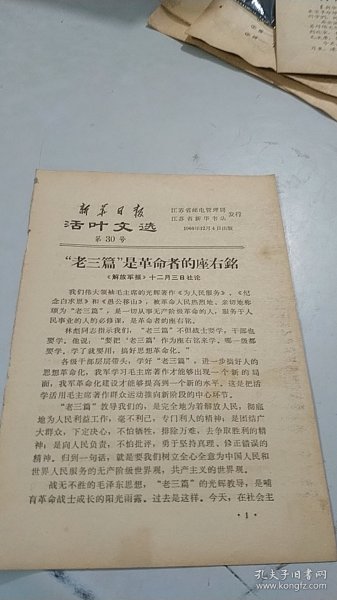 新华日报
活叶文选
第30号
江苏省邮电管理局
江苏省新华书店
发行
1966年12月4日出版
“老三篇”是革命者的座右铭
《解放军报》十二月三日社论
我们伟大领袖毛主席的光辉著作《为人民服务》、《纪
念白求恩》和《愚公移山》，被革命人民热烈地、亲切地称
颂为“老三篇”，是一切从事无产阶级革命的人，服务于人
民事业的人的必修课，是革命者的座右铭。
林彪同志指示我们，“老三篇”不但战士要学，干部也
要学。他说，“要把‘老三篇’作为座右铭来学，哪一级都
要学。学了就要用，搞好思想革命化。”
各级干部层层带头，学好“老三篇”，进一步搞好人的
思想革命化，我军学习毛主席著作才能够出现一个新的局
面，我军革命化建设才能够提高到一个新的水平。这是把活
学活用毛主席著作群众运动推向新阶段的中心环节。
“老三篇”教导我们的，是完全地为着解放人民，彻底
地为人民利益工作，毫不利己，专门利人的精神；是团结广
大群众，下定决心，不怕牺牲，排除万难，去争取胜利的精
神；是向人民负责，不怕批评，勇于坚持真理、修正错误的
精神。归到一句话，就是要我们树立全心全意为中国人民和
世界人民服务的无产阶级世界观，共产主义的世界观。
战无不胜的毛泽东思想，“老三篇”的光辉教导，是哺
育革命战士成长的阳光雨露。过去是这样。今天，在社会主
·1·
孔夫子旧书网